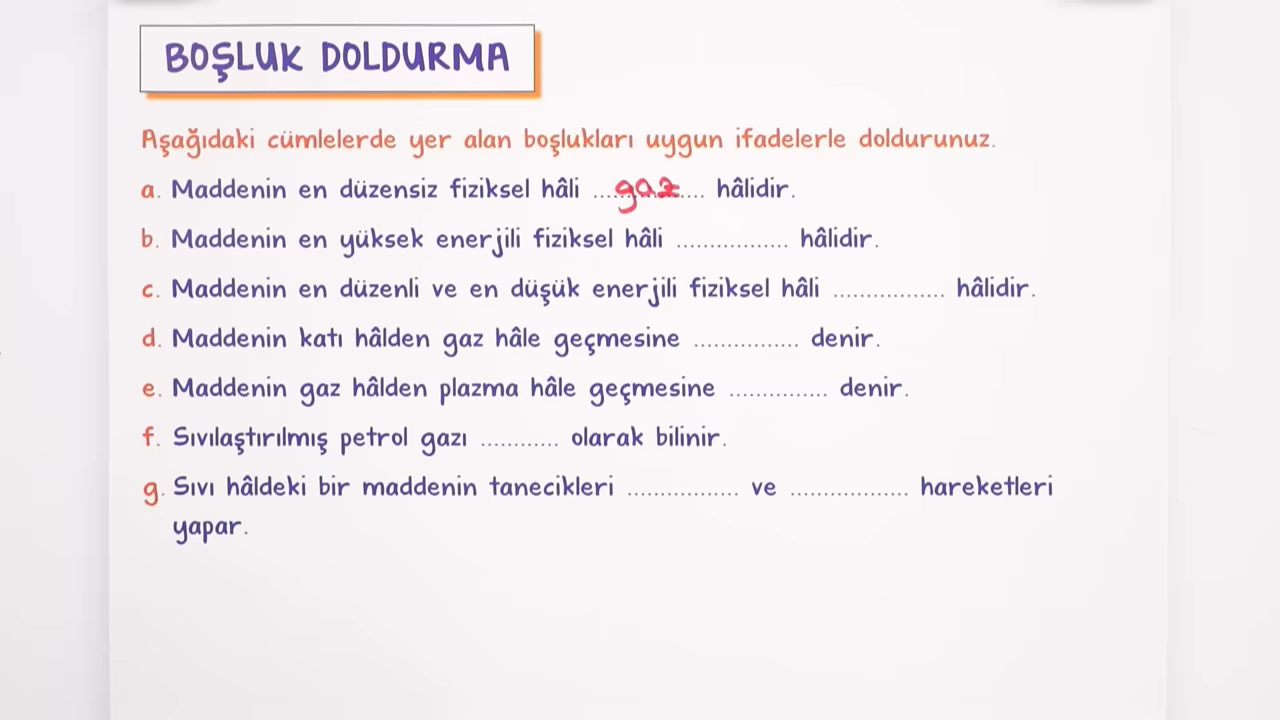 BOŞLUK DOLDURMA
Aşağıdaki cümlelerde yer alan boşlukları uygun ifadelerle doldurunuz.
a. Maddenin en düzensiz fiziksel hâli .....gaz..... hâlidir.
b. Maddenin en yüksek enerjili fiziksel hâli ................. hâlidir.
c. Maddenin en düzenli ve en düşük enerjili fiziksel hâli ................. hâlidir.
d. Maddenin katı hâlden gaz hâle geçmesine ................ denir.
e. Maddenin gaz hâlden plazma hâle geçmesine ............... denir.
f. Sıvılaştırılmış petrol gazı ............ olarak bilinir.
g. Sıvı hâldeki bir maddenin tanecikleri ................. ve .................. hareketleri
yapar.